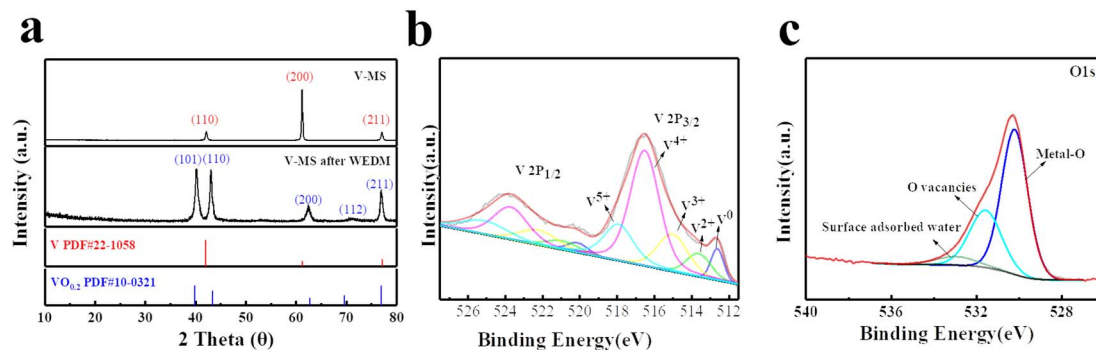 a
Intensity (a.u.)
V-MS
(110)
(200)
(211)
V-MS after WEDM
(101) (110)
(200)
(112)
(211)
V PDF#22-1058
VO0.2 PDF#10-0321
10 20 30 40 50 60 70 80
2 Theta (θ)
b
Intensity(a.u.)
V 2P1/2
V 2P3/2
V4+
V5+
V3+
V2+
V0
526 524 522 520 518 516 514 512
Binding Energy(eV)
c
Intensity(a.u.)
O1s
Metal-O
O vacancies
Surface adsorbed water
540 536 532 528
Binding Energy(eV)